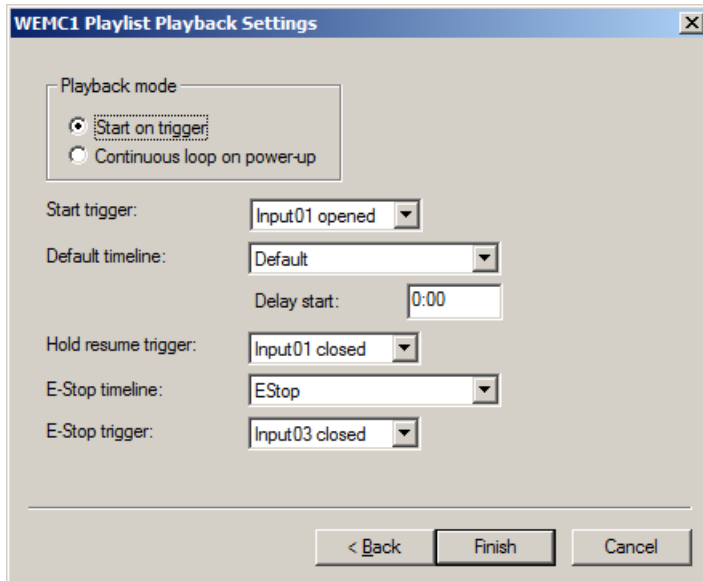 WEMC1 Playlist Playback Settings
Playback mode
Start on trigger
Continuous loop on power-up
Start trigger: Input01 opened
Default timeline: Default
Delay start: 0:00
Hold resume trigger: Input01 closed
E-Stop timeline: EStop
E-Stop trigger: Input03 closed
< Back Finish Cancel